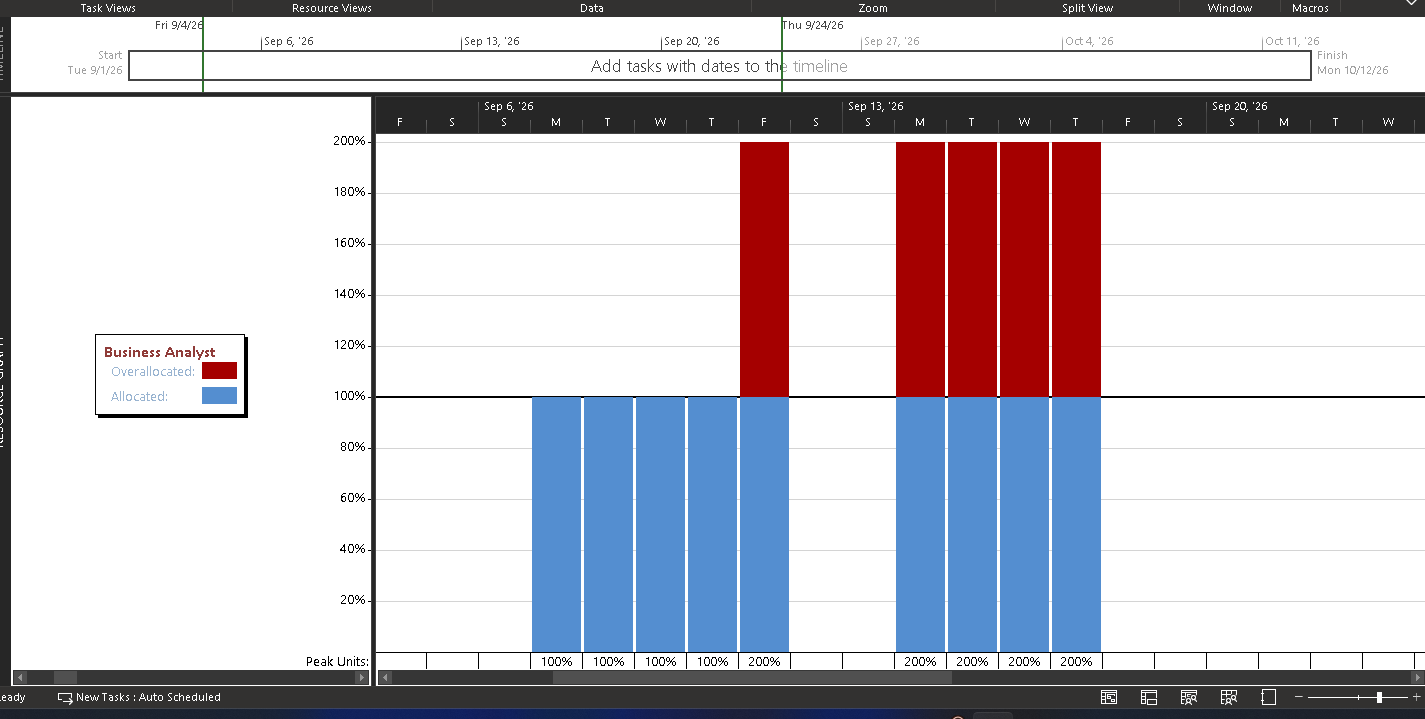 Task Views Resource Views Data Zoom Split View Window Macros
Fri 9/4/26 Thu 9/24/26
Sep 6, '26 Sep 13, '26 Sep 20, '26 Sep 27, '26 Oct 4, '26 Oct 11, '26
Start Finish
Tue 9/1/26 Add tasks with dates to the timeline Mon 10/12/26
Sep 6, '26 Sep 13, '26 Sep 20, '26
F S S M T W T F S S M T W T F S S M T W
200%
180%
160%
140%
120%
100%
80%
60%
40%
20%
Business Analyst
Overallocated:
Allocated:
Peak Units: 100% 100% 100% 100% 200% 200% 200% 200% 200%
New Tasks : Auto Scheduled